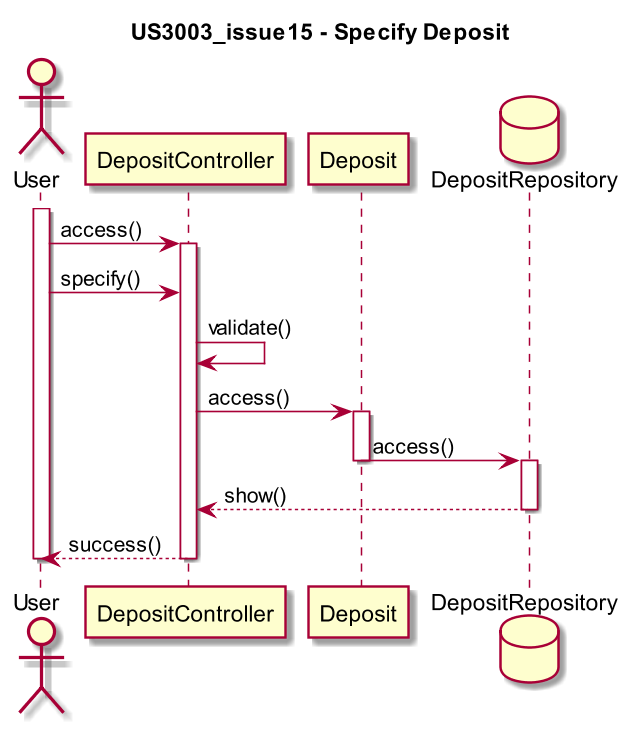 US3003_issue15 - Specify Deposit
User
DepositController
Deposit
DepositRepository
access()
specify()
validate()
access()
access()
show()
success()
User
DepositController
Deposit
DepositRepository